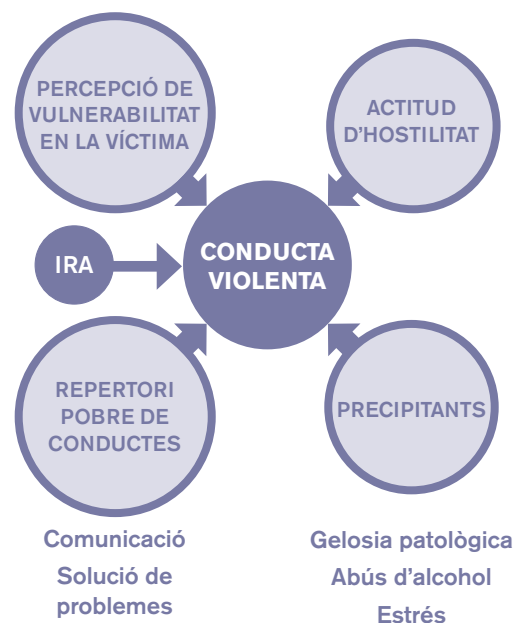 PERCEPCIÓ DE
VULNERABILITAT
EN LA VÍCTIMA
ACTITUD
D'HOSTILITAT
IRA
CONDUCTA
VIOLENTA
REPERTORI
POBRE DE
CONDUCTES
PRECIPITANTS
Comunicació
Solució de
problemes
Gelosia patològica
Abús d'alcohol
Estrés